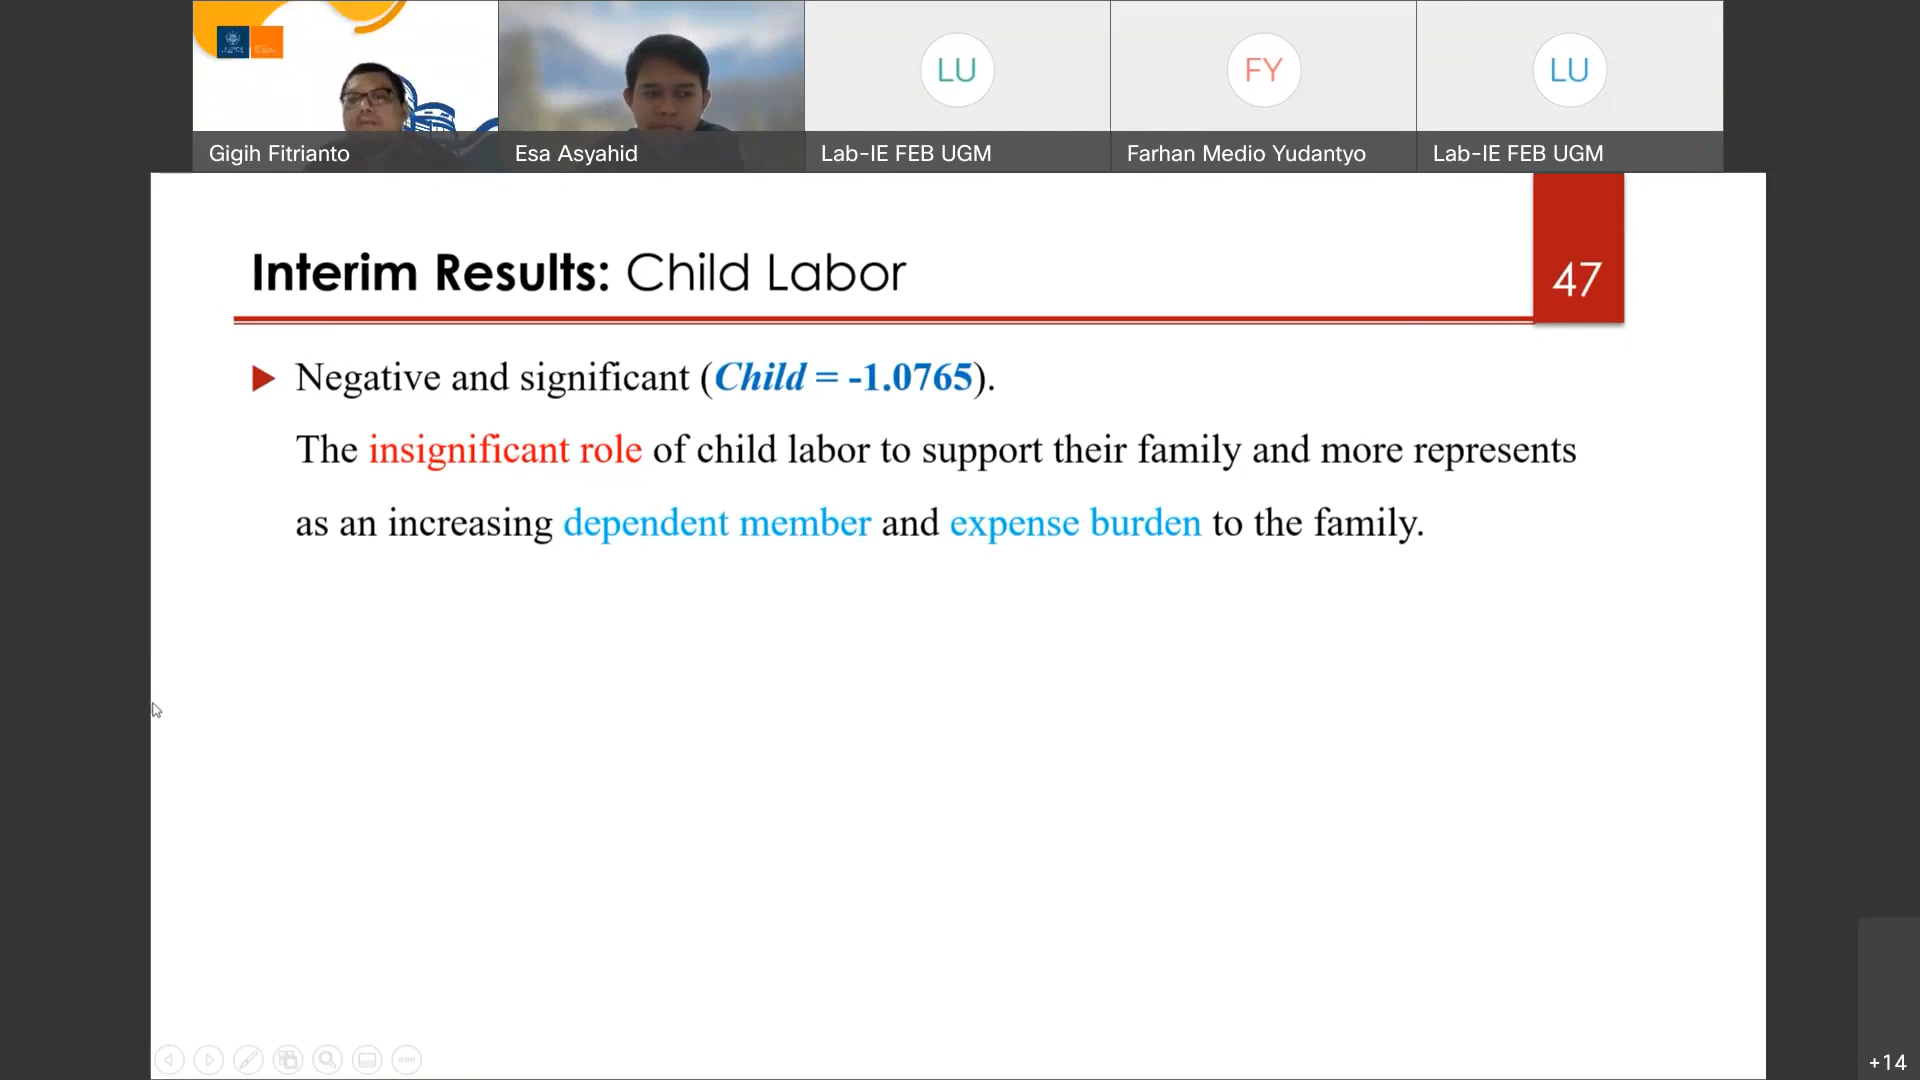 LU
FY
LU
Gigih Fitrianto
Esa Asyahid
Lab-IE FEB UGM
Farhan Medio Yudantyo
Lab-IE FEB UGM
Interim Results: Child Labor
47
Negative and significant (Child = -1.0765).
The insignificant role of child labor to support their family and more represents
as an increasing dependent member and expense burden to the family.
+14